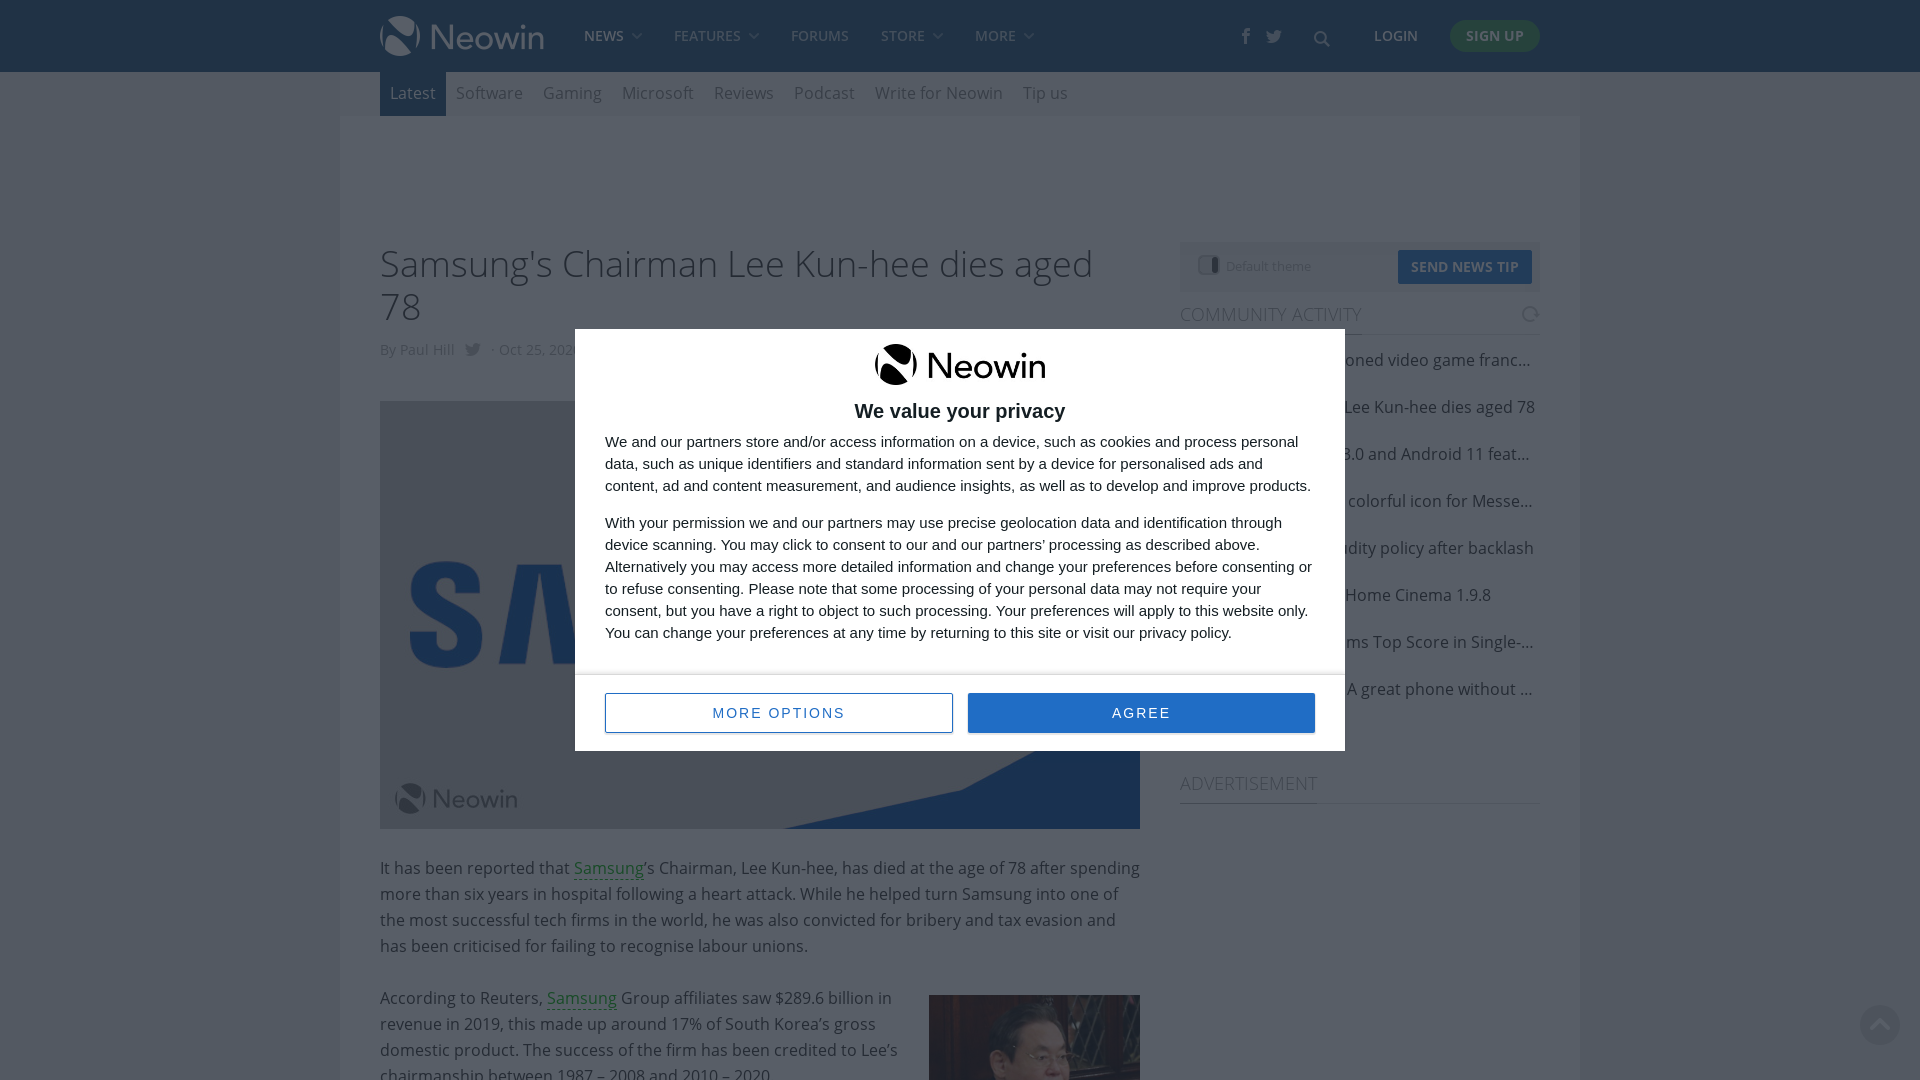 Neowin
NEWS
FEATURES
FORUMS
STORE
MORE
LOGIN
SIGN UP
Latest
Software
Gaming
Microsoft
Reviews
Podcast
Write for Neowin
Tip us
Samsung's Chairman Lee Kun-hee dies aged
78
By Paul Hill
· Oct 25, 202
Default theme
SEND NEWS TIP
COMMUNITY ACTIVITY
oned video game franc...
Lee Kun-hee dies aged 78
3.0 and Android 11 feat...
colorful icon for Messe...
udity policy after backlash
Home Cinema 1.9.8
ms Top Score in Single-...
A great phone without ...
ADVERTISEMENT
Neowin
We value your privacy
We and our partners store and/or access information on a device, such as cookies and process personal
data, such as unique identifiers and standard information sent by a device for personalised ads and
content, ad and content measurement, and audience insights, as well as to develop and improve products.
With your permission we and our partners may use precise geolocation data and identification through
device scanning. You may click to consent to our and our partners’ processing as described above.
Alternatively you may access more detailed information and change your preferences before consenting or
to refuse consenting. Please note that some processing of your personal data may not require your
consent, but you have a right to object to such processing. Your preferences will apply to this website only.
You can change your preferences at any time by returning to this site or visit our privacy policy.
MORE OPTIONS
AGREE
SA
Neowin
It has been reported that Samsung’s Chairman, Lee Kun-hee, has died at the age of 78 after spending
more than six years in hospital following a heart attack. While he helped turn Samsung into one of
the most successful tech firms in the world, he was also convicted for bribery and tax evasion and
has been criticised for failing to recognise labour unions.
According to Reuters, Samsung Group affiliates saw $289.6 billion in
revenue in 2019, this made up around 17% of South Korea’s gross
domestic product. The success of the firm has been credited to Lee’s
chairmanship between 1987 – 2008 and 2010 – 2020.